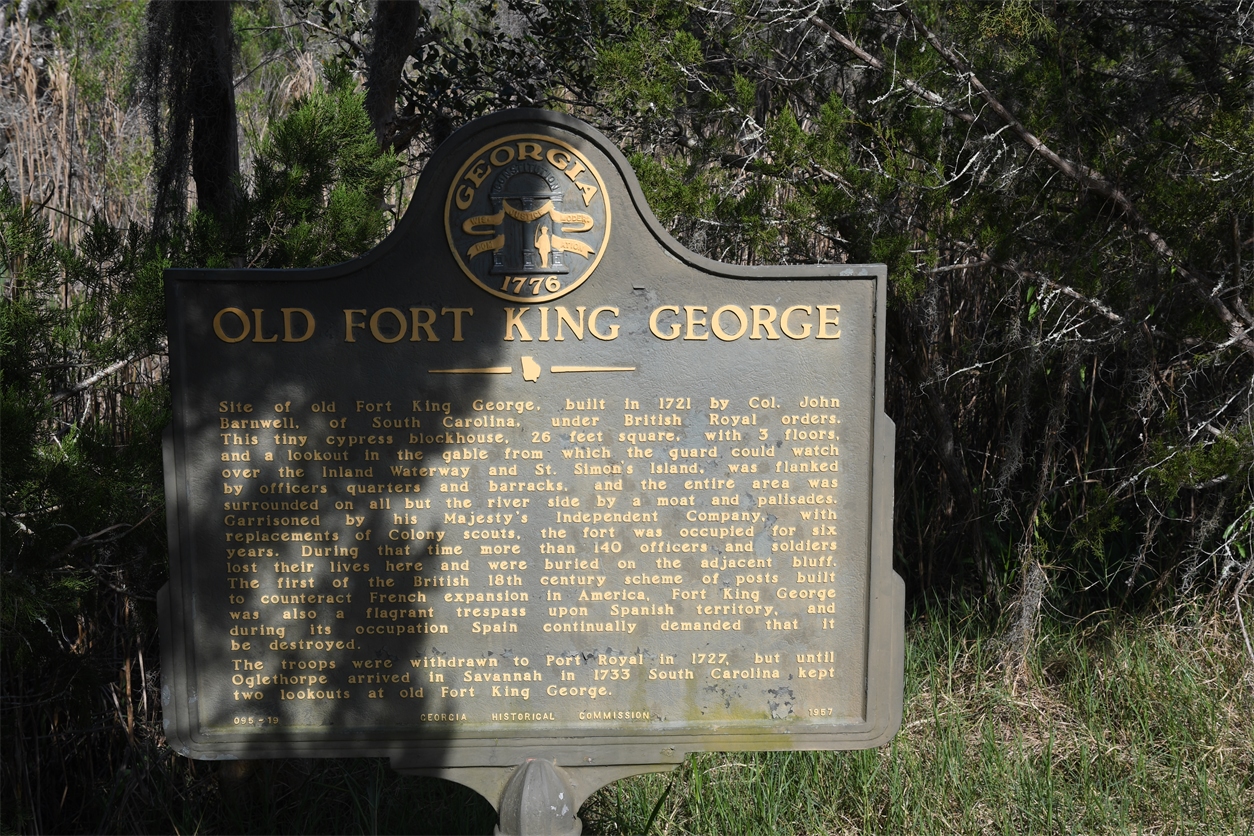 GEORGIA
CONSTITUTION
WISDOM JUSTICE MODERATION
1776
OLD FORT KING GEORGE
Site of old Fort King George, built in 1721 by Col. John
Barnwell, of South Carolina, under British Royal orders.
This tiny cypress blockhouse, 26 feet square, with 3 floors,
and a lookout in the gable from which the guard could watch
over the Inland Waterway and St. Simon's Island, was flanked
by officers quarters and barracks, and the entire area was
surrounded on all but the river side by a moat and palisades.
Garrisoned by his Majesty's Independent Company, with
replacements of Colony scouts, the fort was occupied for six
years. During that time more than 140 officers and soldiers
lost their lives here and were buried on the adjacent bluff.
The first of the British 18th century scheme of posts built
to counteract French expansion in America, Fort King George
was also a flagrant trespass upon Spanish territory, and
during its occupation Spain continually demanded that it
be destroyed.
The troops were withdrawn to Port Royal in 1727, but until
Oglethorpe arrived in Savannah in 1733 South Carolina kept
two lookouts at old Fort King George.
095-19 GEORGIA HISTORICAL COMMISSION 1957